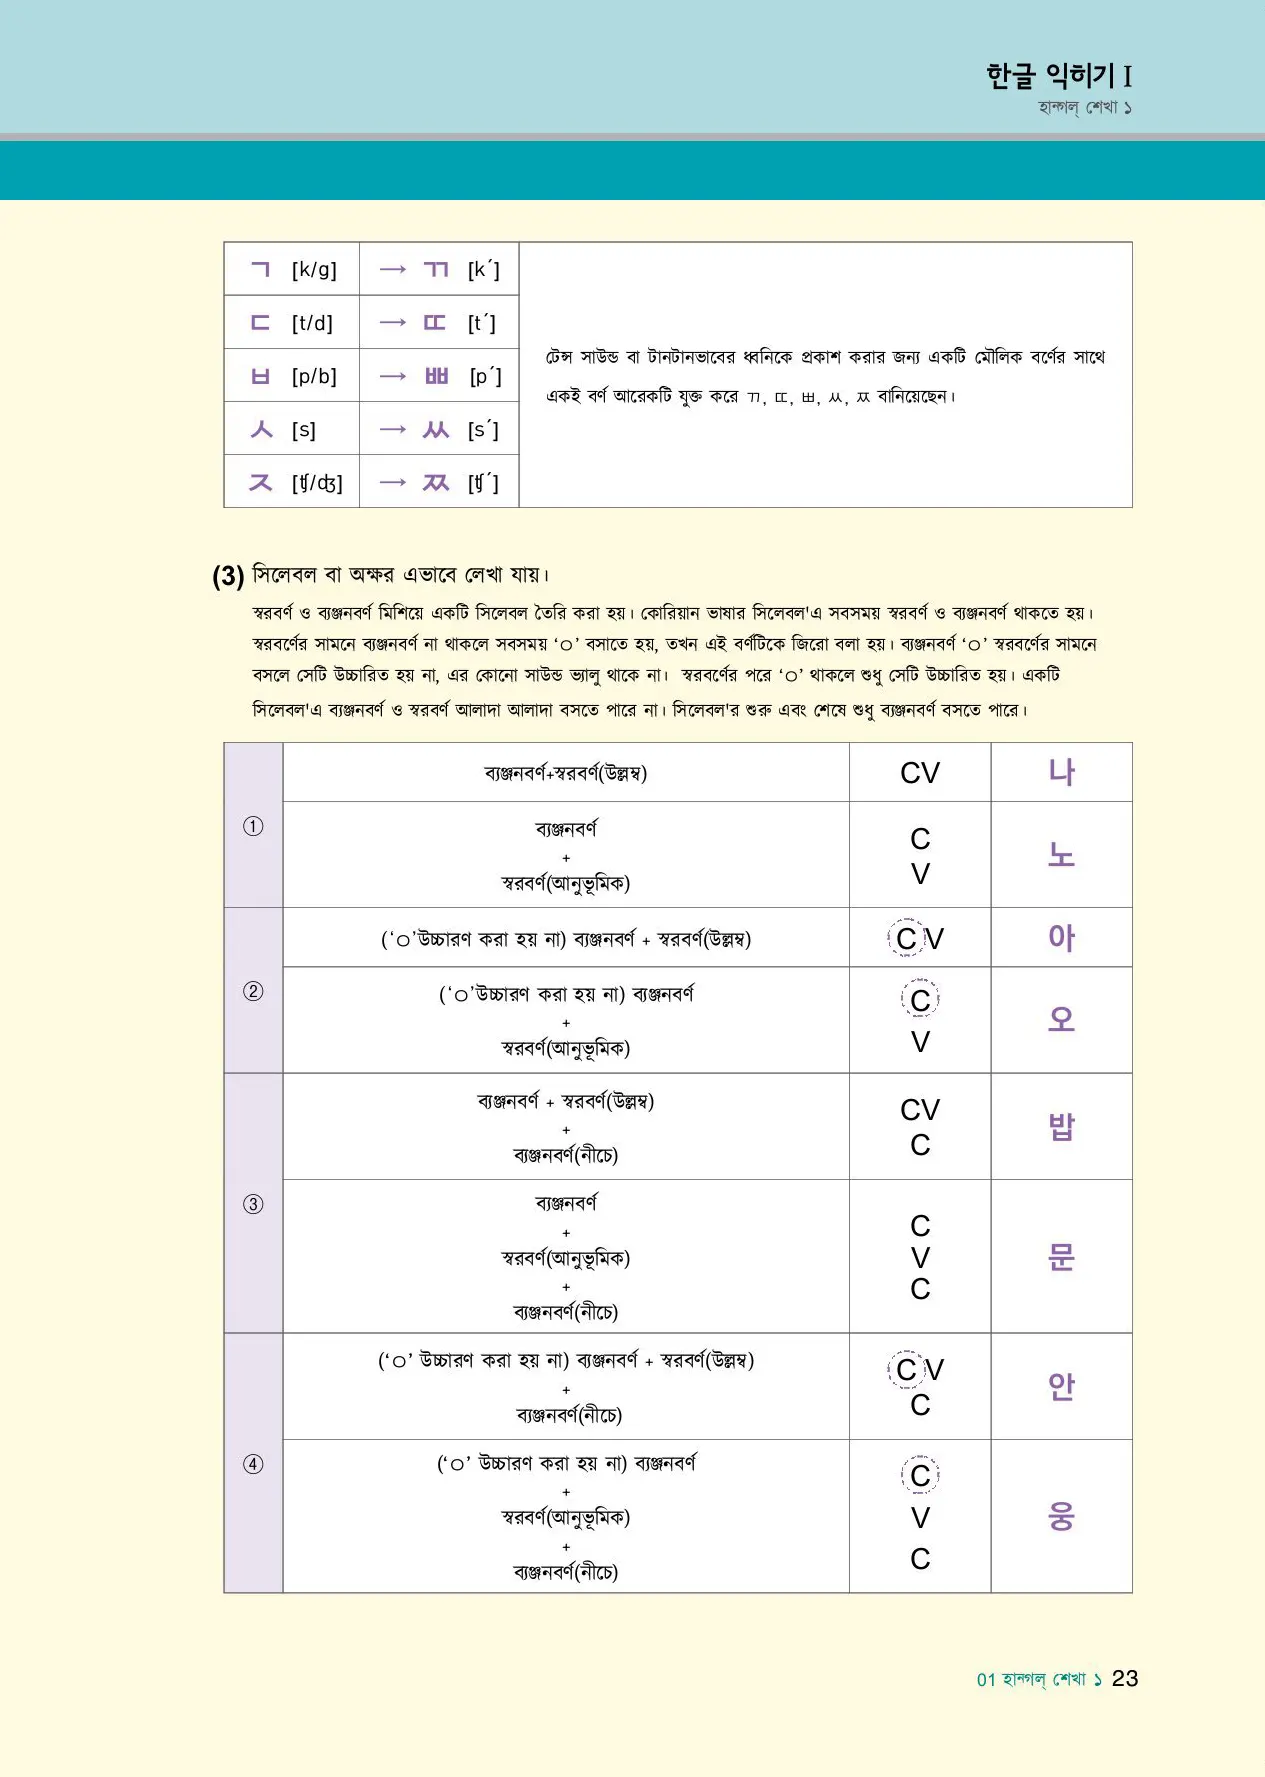 한글 익히기 I
হান্গল্ শেখা ১
ㄱ [k/g] → ㄲ [k´]
ㄷ [t/d] → ㄸ [t´]
ㅂ [p/b] → ㅃ [p´]
ㅅ [s] → ㅆ [s´]
ㅈ [ʧ/ʤ] → ㅉ [ʧ´]
টেন্স সাউন্ড বা টানটানভাবের ধ্বনিকে প্রকাশ করার জন্য একটি মৌলিক বর্ণের সাথে
একই বর্ণ আরেকটি যুক্ত করে ㄲ, ㄸ, ㅃ, ㅆ, ㅉ বানিয়েছেন।
(3) সিলেবল বা অক্ষর এভাবে লেখা যায়।
স্বরবর্ণ ও ব্যঞ্জনবর্ণ মিশিয়ে একটি সিলেবল তৈরি করা হয়। কোরিয়ান ভাষার সিলেবল'এ সবসময় স্বরবর্ণ ও ব্যঞ্জনবর্ণ থাকতে হয়।
স্বরবর্ণের সামনে ব্যঞ্জনবর্ণ না থাকলে সবসময় ‘ㅇ’ বসাতে হয়, তখন এই বর্ণটিকে জিরো বলা হয়। ব্যঞ্জনবর্ণ ‘ㅇ’ স্বরবর্ণের সামনে
বসলে সেটি উচ্চারিত হয় না, এর কোনো সাউন্ড ভ্যালু থাকে না। স্বরবর্ণের পরে ‘ㅇ’ থাকলে শুধু সেটি উচ্চারিত হয়। একটি
সিলেবল'এ ব্যঞ্জনবর্ণ ও স্বরবর্ণ আলাদা আলাদা বসতে পারে না। সিলেবল'র শুরু এবং শেষে শুধু ব্যঞ্জনবর্ণ বসতে পারে।
①
ব্যঞ্জনবর্ণ+স্বরবর্ণ(উল্লম্ব) CV 나
ব্যঞ্জনবর্ণ
+
স্বরবর্ণ(আনুভূমিক)
C
V
노
②
(‘ㅇ’উচ্চারণ করা হয় না) ব্যঞ্জনবর্ণ + স্বরবর্ণ(উল্লম্ব) C V 아
(‘ㅇ’উচ্চারণ করা হয় না) ব্যঞ্জনবর্ণ
+
স্বরবর্ণ(আনুভূমিক)
C
V
오
③
ব্যঞ্জনবর্ণ + স্বরবর্ণ(উল্লম্ব)
+
ব্যঞ্জনবর্ণ(নীচে)
CV
C
밥
ব্যঞ্জনবর্ণ
+
স্বরবর্ণ(আনুভূমিক)
+
ব্যঞ্জনবর্ণ(নীচে)
C
V
C
문
④
(‘ㅇ’ উচ্চারণ করা হয় না) ব্যঞ্জনবর্ণ + স্বরবর্ণ(উল্লম্ব)
+
ব্যঞ্জনবর্ণ(নীচে)
C V
C
안
(‘ㅇ’ উচ্চারণ করা হয় না) ব্যঞ্জনবর্ণ
+
স্বরবর্ণ(আনুভূমিক)
+
ব্যঞ্জনবর্ণ(নীচে)
C
V
C
웅
01 হান্গল্ শেখা ১ 23